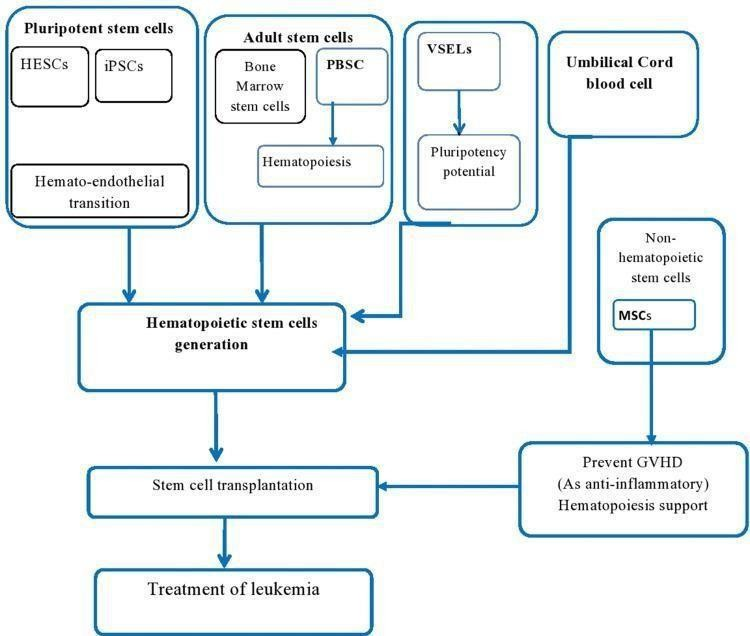 Pluripotent stem cells
HESCs
iPSCs
Hemato-endothelial
transition
Adult stem cells
Bone
Marrow
stem cells
PBSC
Hematopoiesis
VSELs
Pluripotency
potential
Umbilical Cord
blood cell
Non-
hematopoietic
stem cells
MSCs
Hematopoietic stem cells
generation
Prevent GVHD
(As anti-inflammatory)
Hematopoiesis support
Stem cell transplantation
Treatment of leukemia